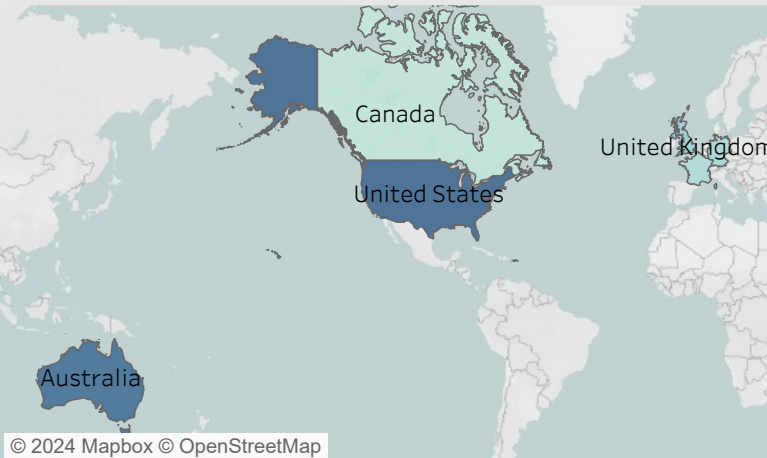 Canada
United Kingdom
United States
Australia
© 2024 Mapbox © OpenStreetMap